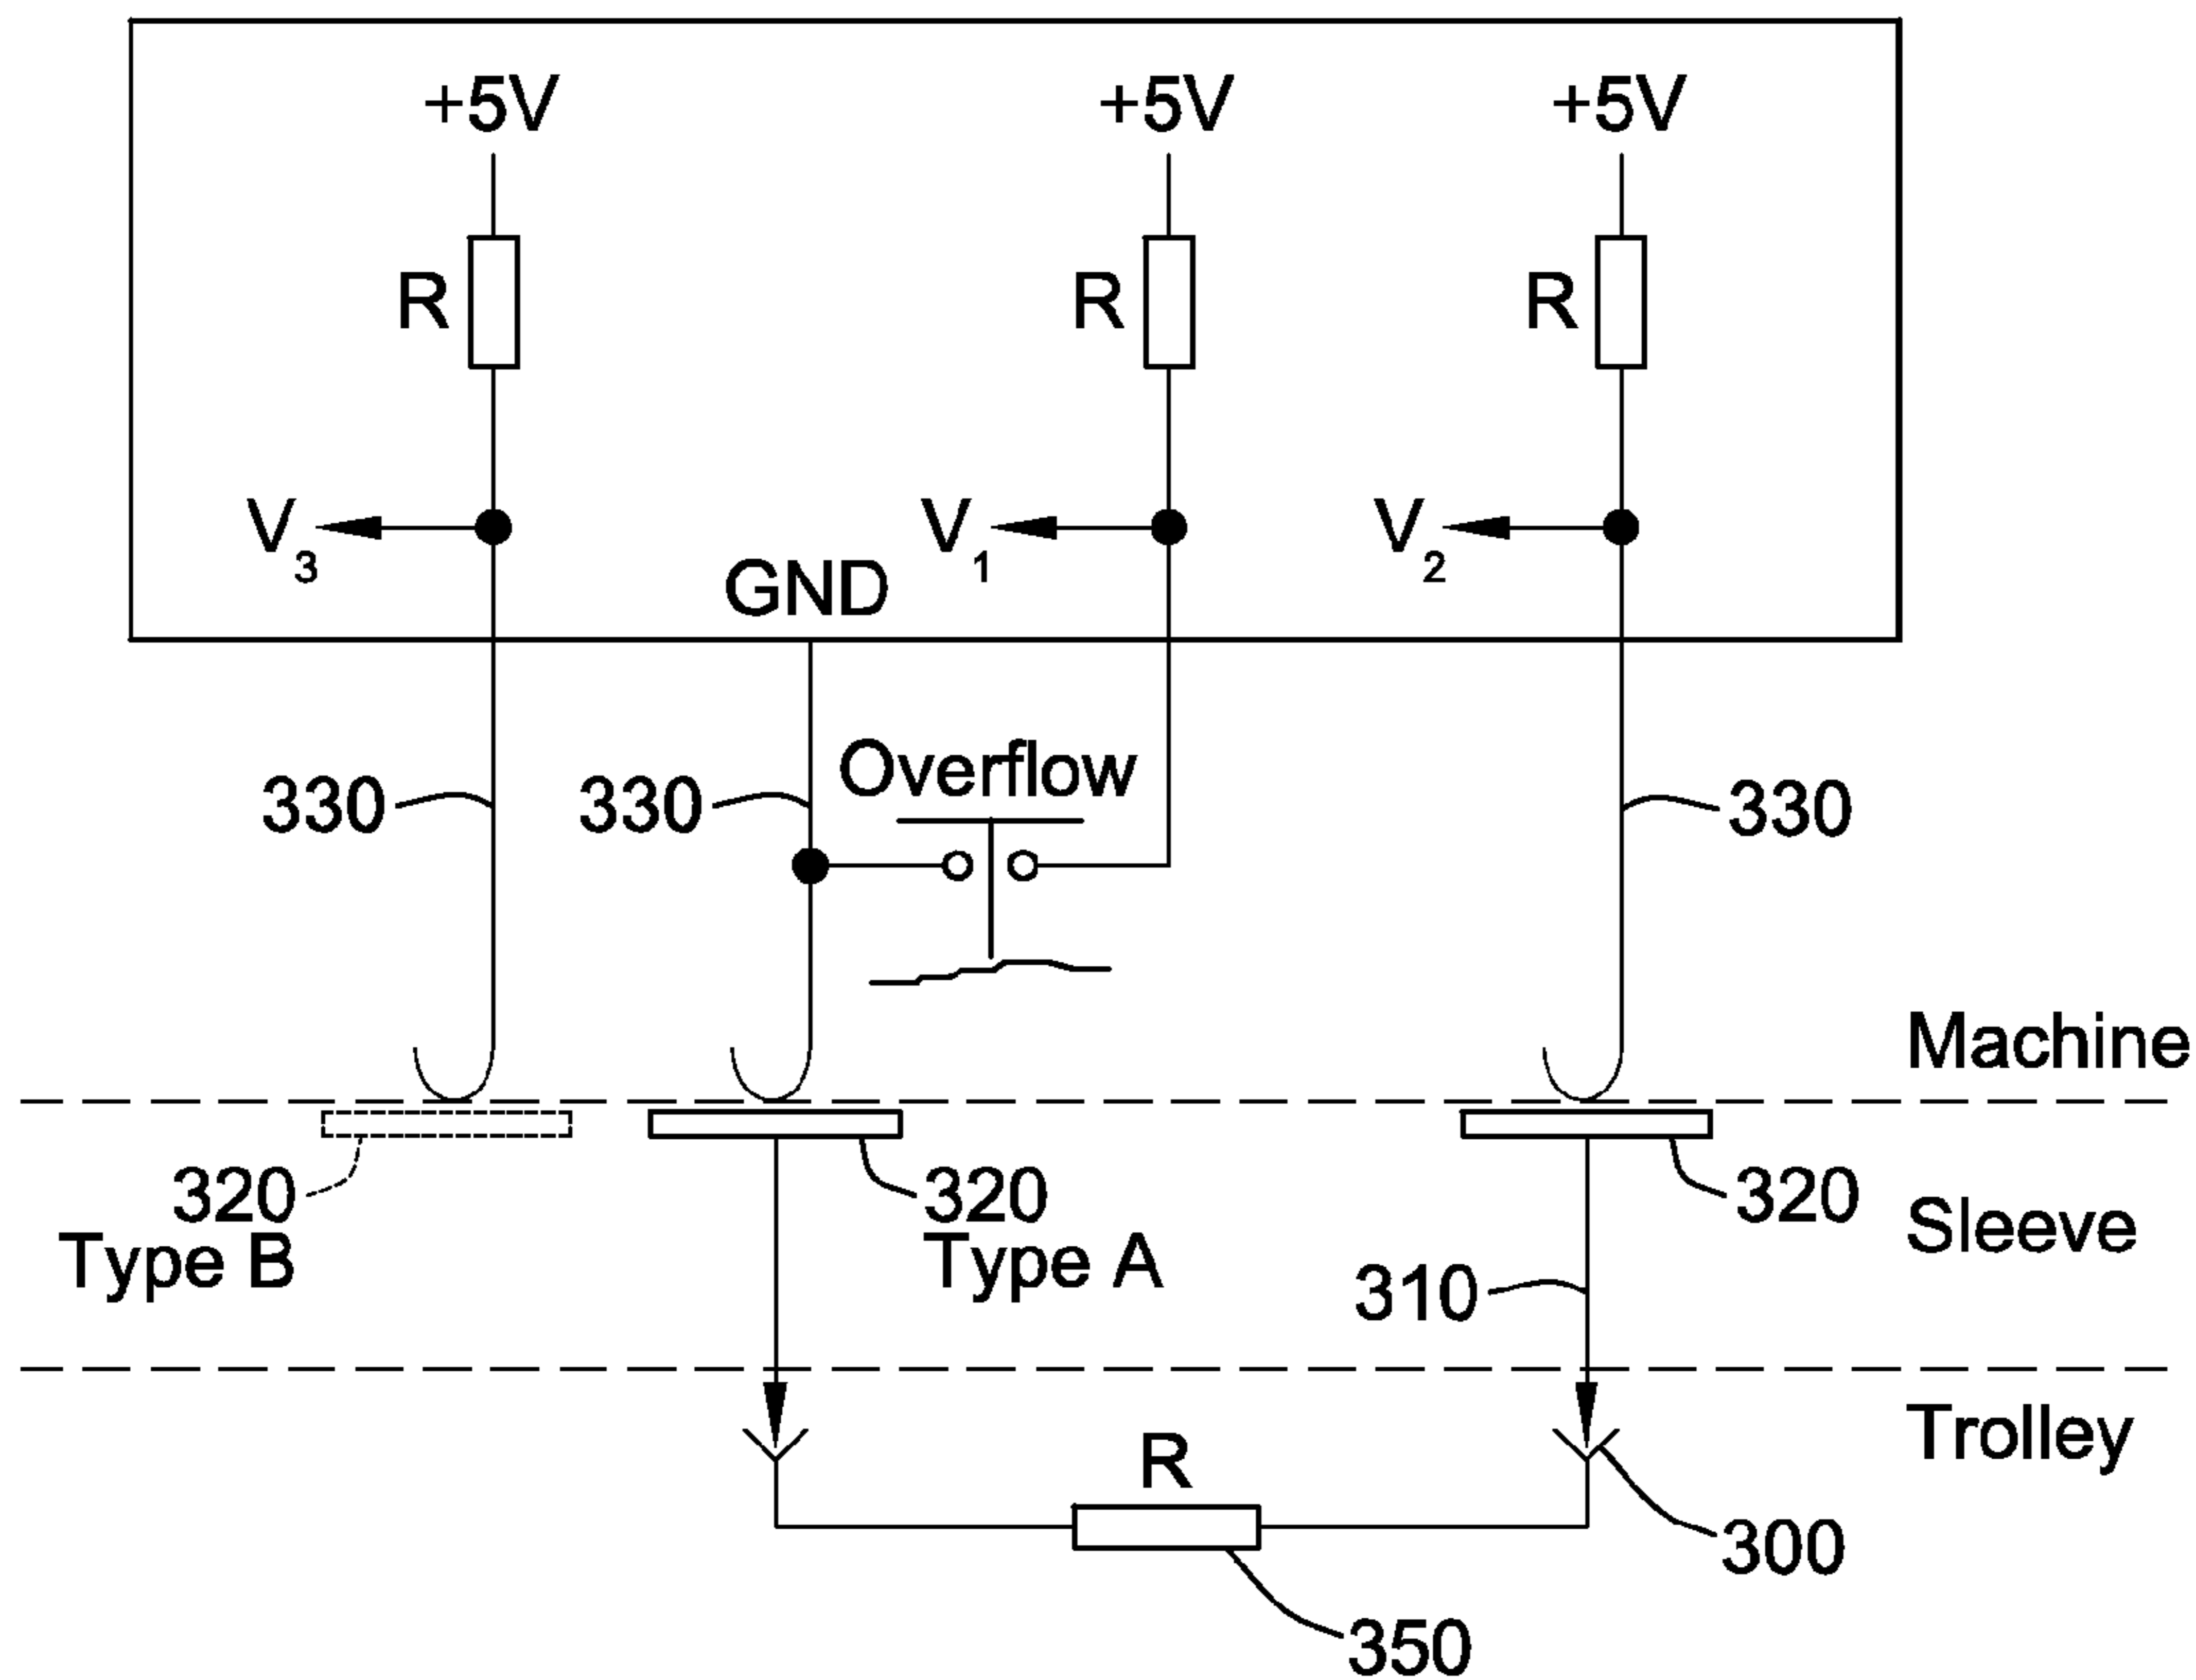 +5V +5V +5V
R R R
V3 V1 V2
GND
Overflow
330 330 330
Machine
320 320 320
Type B Type A Sleeve
310
Trolley
R
300
350